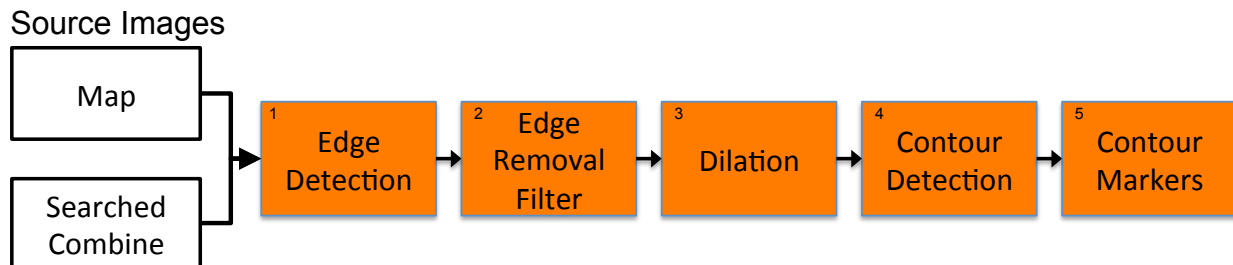 Source Images
Map
Searched
Combine
1
Edge
Detection
2
Edge
Removal
Filter
3
Dilation
4
Contour
Detection
5
Contour
Markers